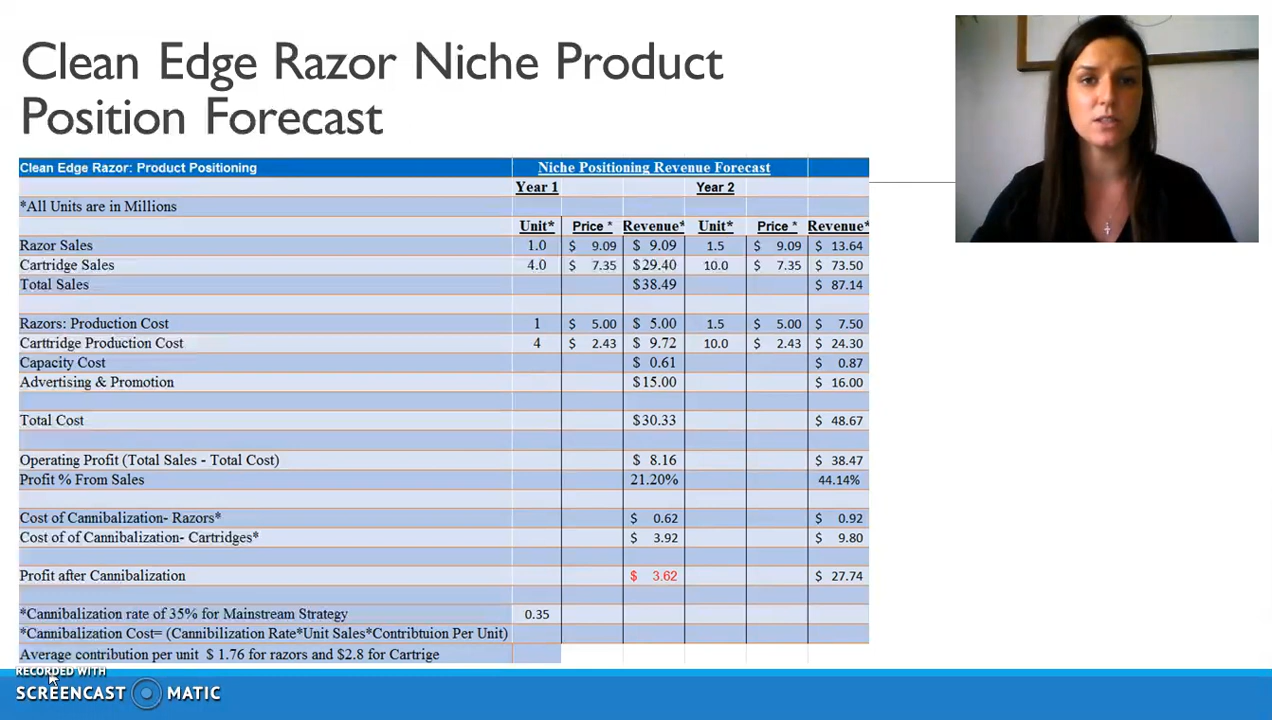 Clean Edge Razor Niche Product
Position Forecast
Clean Edge Razor: Product Positioning Niche Positioning Revenue Forecast
Year 1 Year 2
*All Units are in Millions
Unit* Price * Revenue* Unit* Price * Revenue*
Razor Sales 1.0 $ 9.09 $ 9.09 1.5 $ 9.09 $ 13.64
Cartridge Sales 4.0 $ 7.35 $29.40 10.0 $ 7.35 $ 73.50
Total Sales $38.49 $ 87.14
Razors: Production Cost 1 $ 5.00 $ 5.00 1.5 $ 5.00 $ 7.50
Carttridge Production Cost 4 $ 2.43 $ 9.72 10.0 $ 2.43 $ 24.30
Capacity Cost $ 0.61 $ 0.87
Advertising & Promotion $15.00 $ 16.00
Total Cost $30.33 $ 48.67
Operating Profit (Total Sales - Total Cost) $ 8.16 $ 38.47
Profit % From Sales 21.20% 44.14%
Cost of Cannibalization- Razors* $ 0.62 $ 0.92
Cost of of Cannibalization- Cartridges* $ 3.92 $ 9.80
Profit after Cannibalization $ 3.62 $ 27.74
*Cannibalization rate of 35% for Mainstream Strategy 0.35
*Cannibalization Cost= (Cannibilization Rate*Unit Sales*Contribtuion Per Unit)
Average contribution per unit $ 1.76 for razors and $2.8 for Cartrige
RECORDED WITH
SCREENCAST MATIC